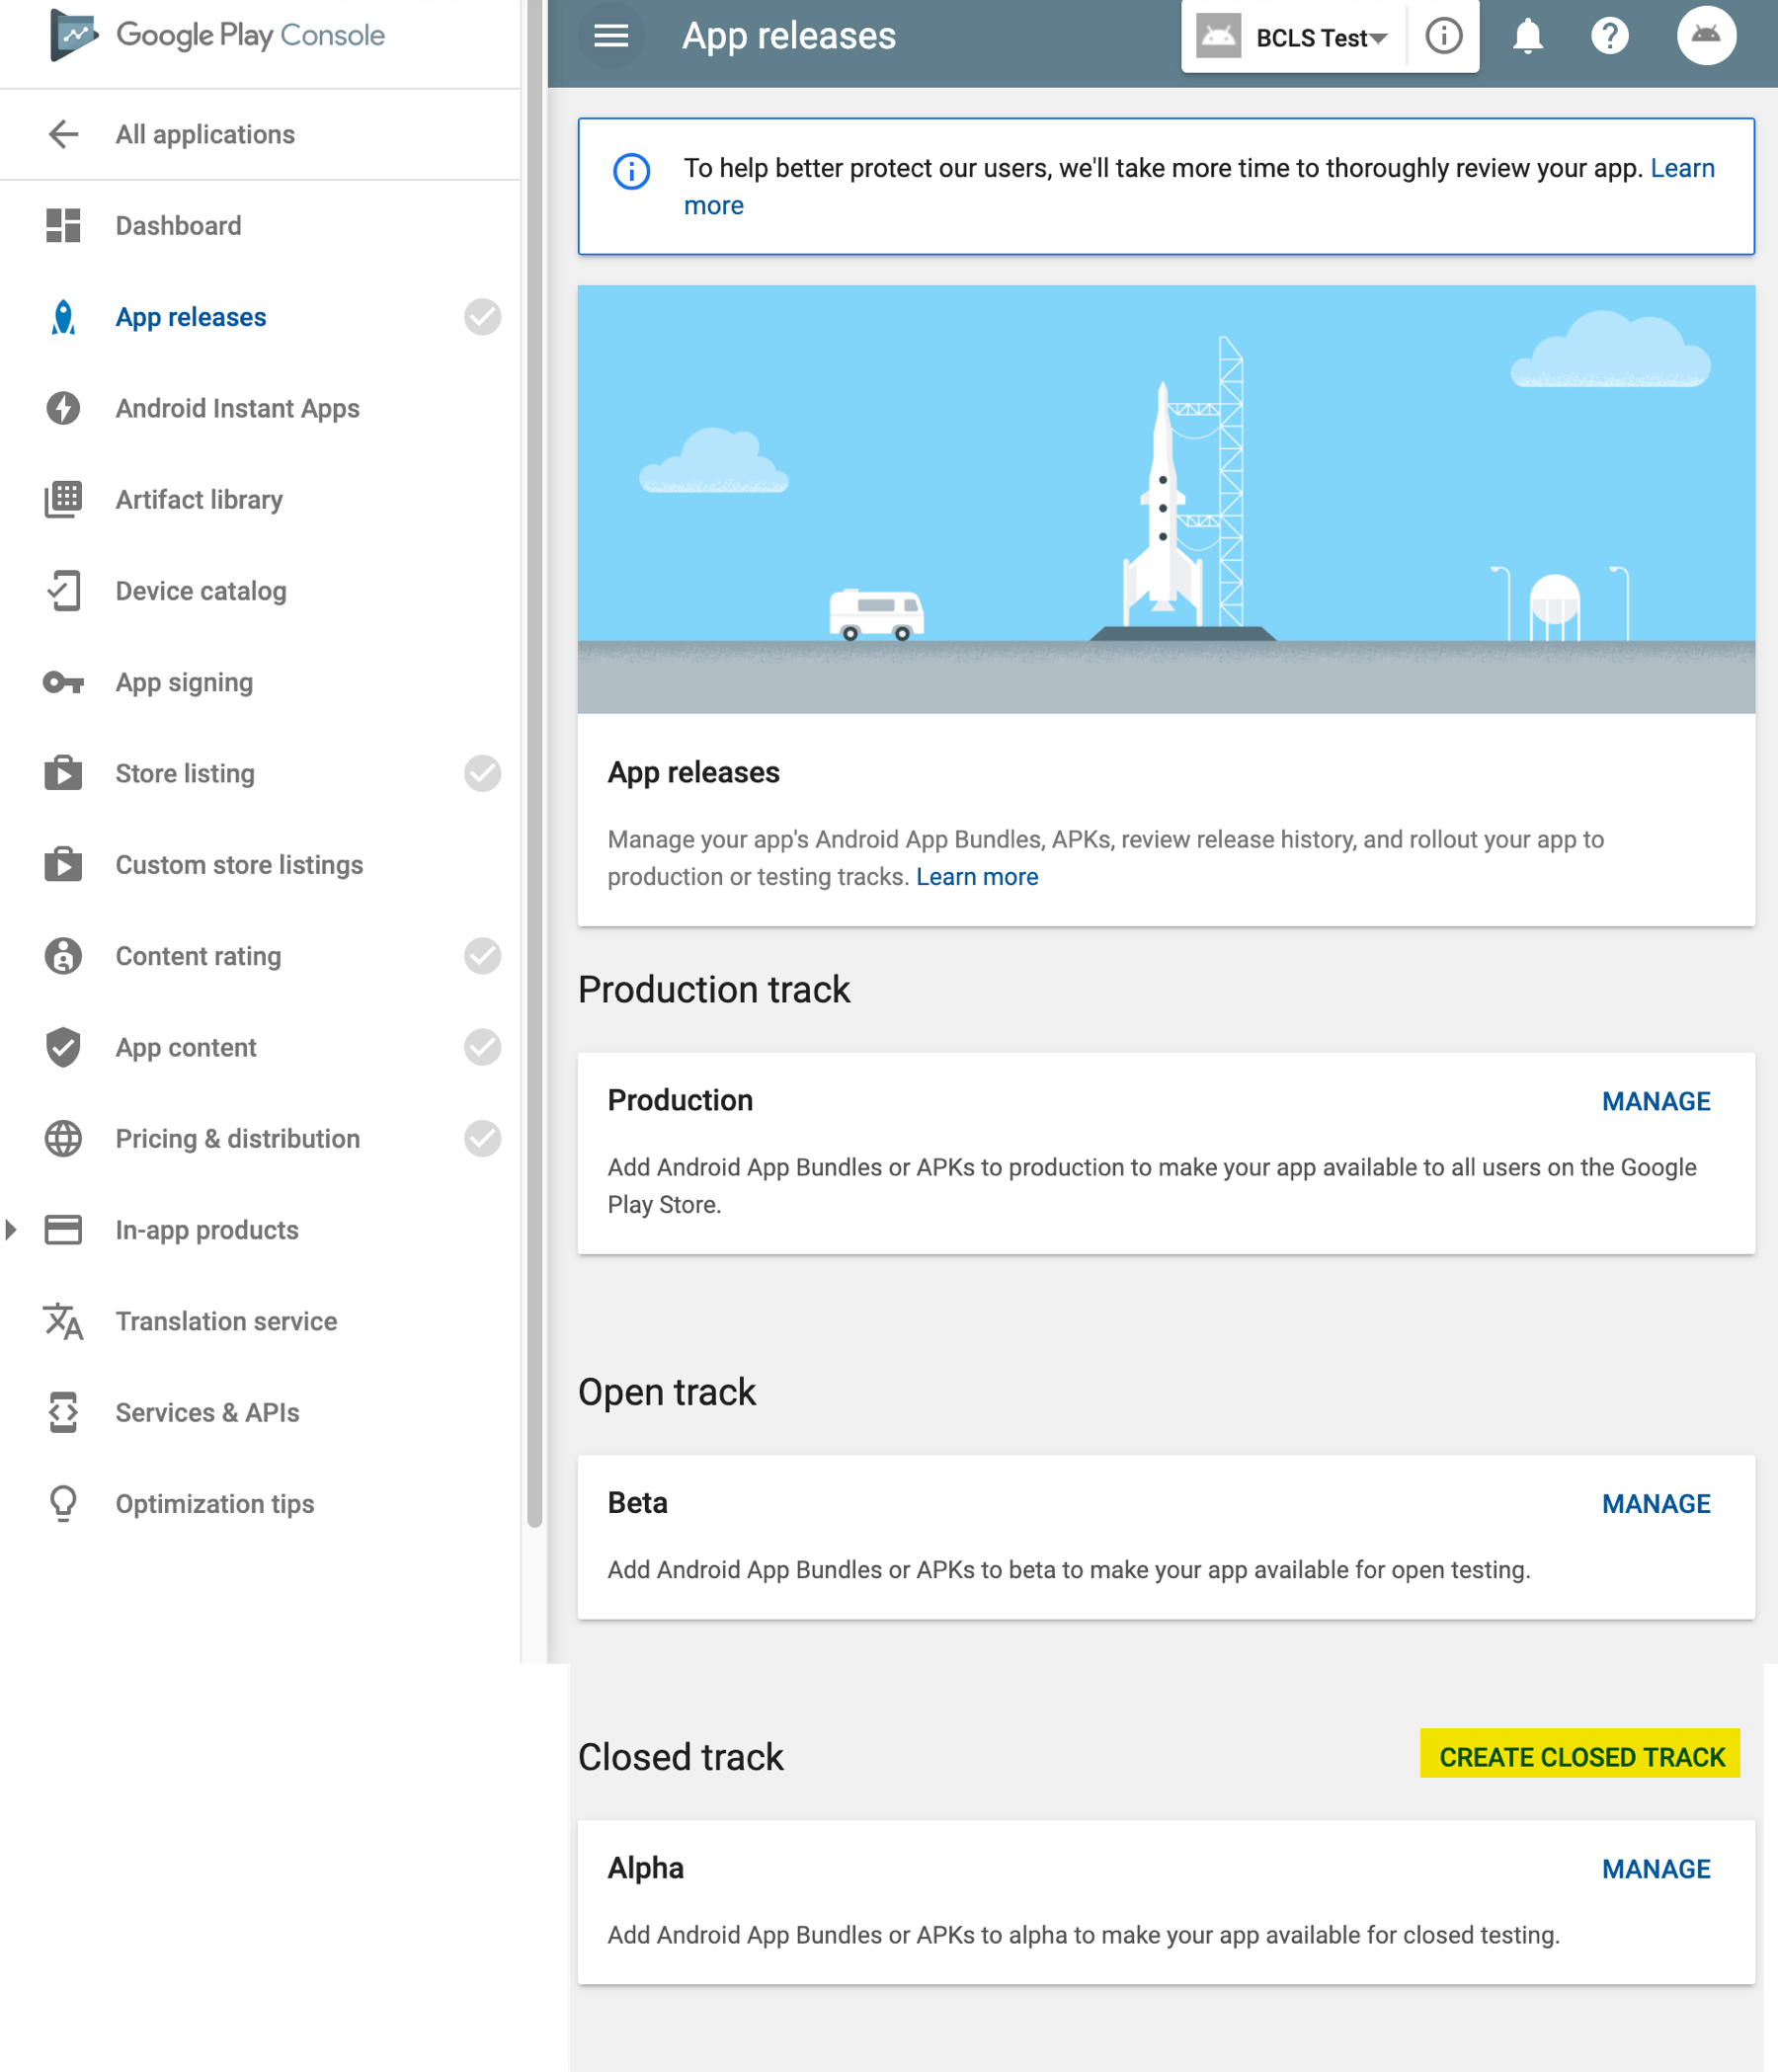 Google Play Console
All applications
Dashboard
App releases
Android Instant Apps
Artifact library
Device catalog
App signing
Store listing
Custom store listings
Content rating
App content
Pricing & distribution
In-app products
Translation service
Services & APIs
Optimization tips
App releases
BCLS Test
To help better protect our users, we'll take more time to thoroughly review your app. Learn
more
App releases
Manage your app's Android App Bundles, APKs, review release history, and rollout your app to
production or testing tracks. Learn more
Production track
Production
MANAGE
Add Android App Bundles or APKs to production to make your app available to all users on the Google
Play Store.
Open track
Beta
MANAGE
Add Android App Bundles or APKs to beta to make your app available for open testing.
Closed track
CREATE CLOSED TRACK
Alpha
MANAGE
Add Android App Bundles or APKs to alpha to make your app available for closed testing.